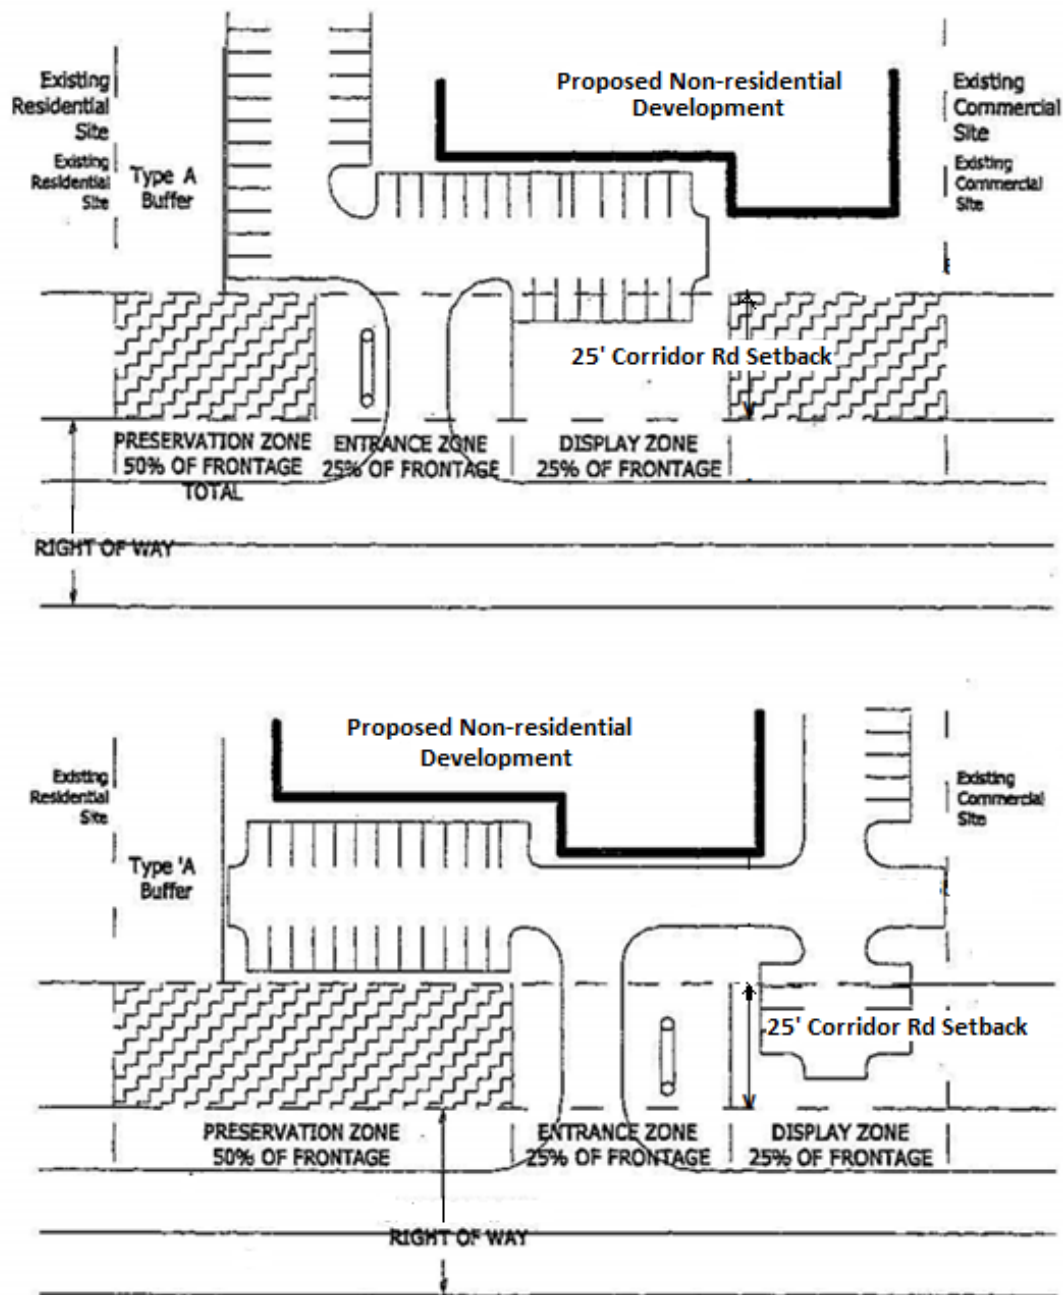 Proposed Non-residential
Development
Existing
Residential
Site
Existing
Residential
Site
Type A
Buffer
Existing
Commercial
Site
Existing
Commercial
Site
25' Corridor Rd Setback
PRESERVATION ZONE
50% OF FRONTAGE
TOTAL
ENTRANCE ZONE
25% OF FRONTAGE
DISPLAY ZONE
25% OF FRONTAGE
RIGHT OF WAY
Proposed Non-residential
Development
Existing
Residential
Site
Type 'A
Buffer
Existing
Commercial
Site
25' Corridor Rd Setback
PRESERVATION ZONE
50% OF FRONTAGE
ENTRANCE ZONE
25% OF FRONTAGE
DISPLAY ZONE
25% OF FRONTAGE
RIGHT OF WAY